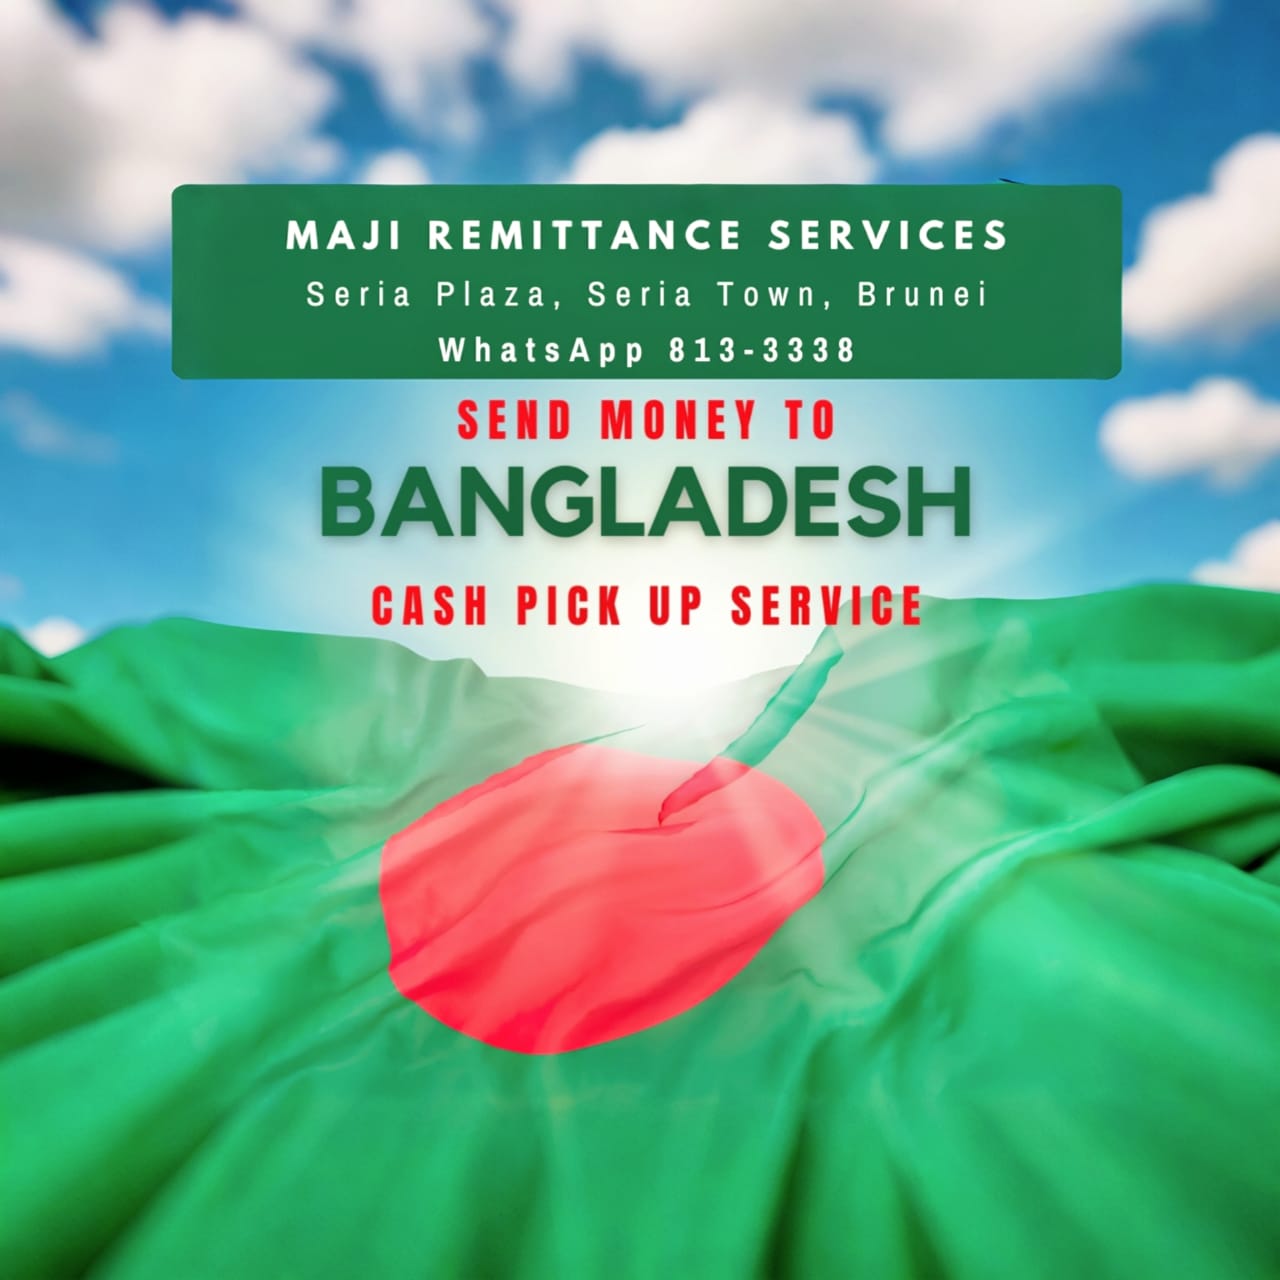 MAJI REMITTANCE SERVICES
Seria Plaza, Seria Town, Brunei
WhatsApp 813-3338
SEND MONEY TO
BANGLADESH
CASH PICK UP SERVICE